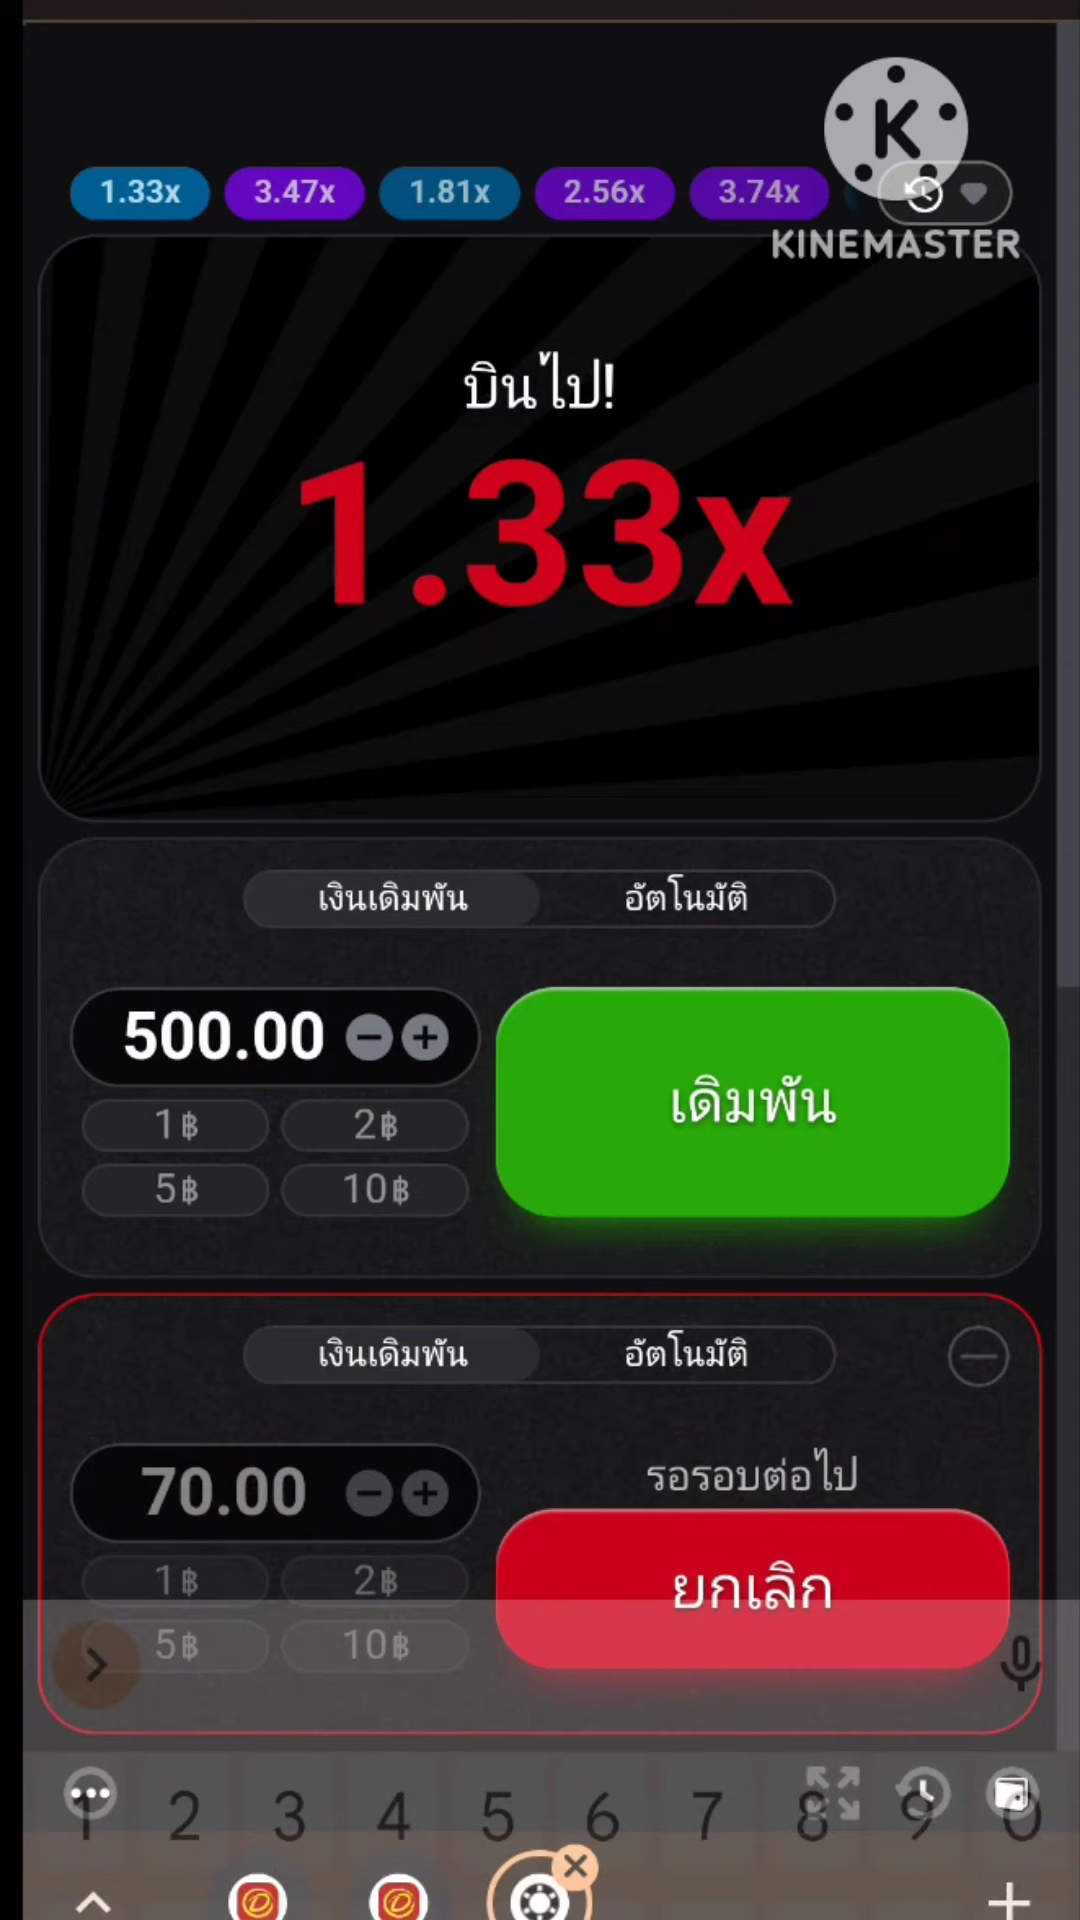 1.33x 3.47x 1.81x 2.56x 3.74x
K
KINEMASTER
บินไป!
1.33x
เงินเดิมพัน อัตโนมัติ
500.00 − +
เดิมพัน
1฿ 2฿
5฿ 10฿
เงินเดิมพัน อัตโนมัติ
รอรอบต่อไป
70.00 − +
ยกเลิก
1฿ 2฿
5฿ 10฿
1 2 3 4 5 6 7 8 9 0